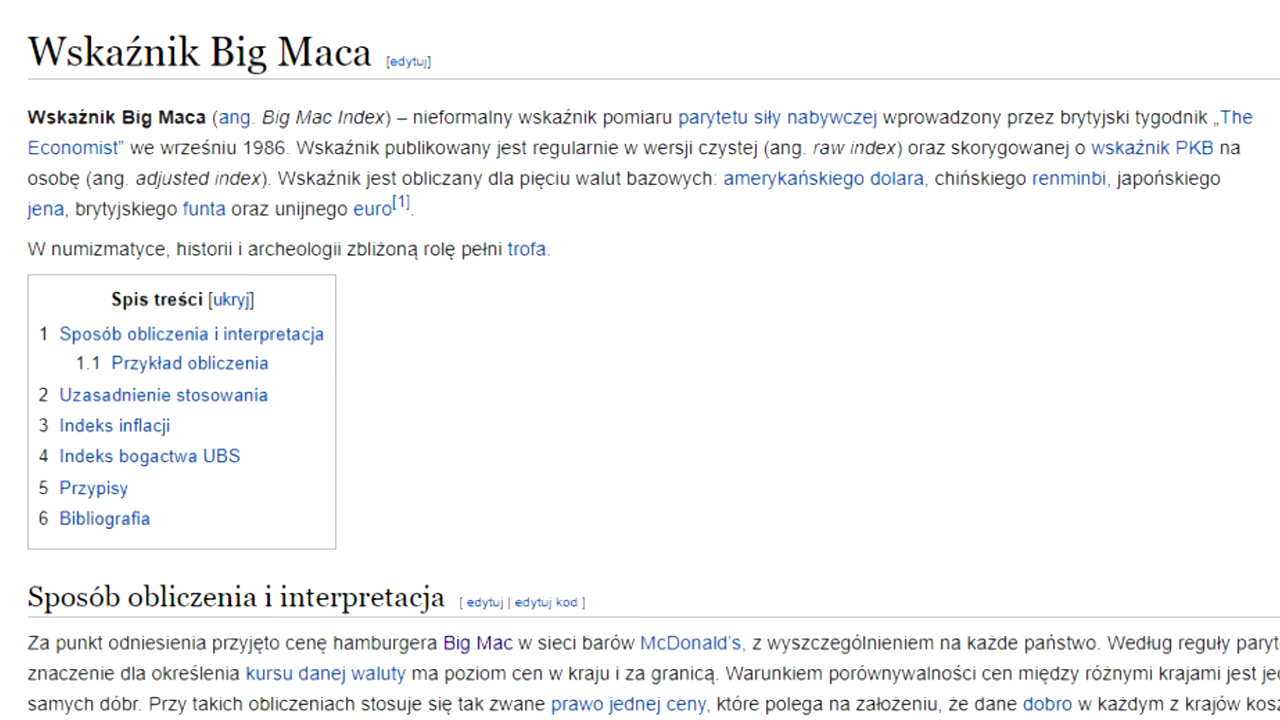 Wskaźnik Big Maca [edytuj]
Wskaźnik Big Maca (ang. Big Mac Index) – nieformalny wskaźnik pomiaru parytetu siły nabywczej wprowadzony przez brytyjski tygodnik „The
Economist” we wrześniu 1986. Wskaźnik publikowany jest regularnie w wersji czystej (ang. raw index) oraz skorygowanej o wskaźnik PKB na
osobę (ang. adjusted index). Wskaźnik jest obliczany dla pięciu walut bazowych: amerykańskiego dolara, chińskiego renminbi, japońskiego
jena, brytyjskiego funta oraz unijnego euro[1].
W numizmatyce, historii i archeologii zbliżoną rolę pełni trofa.
Spis treści [ukryj]
1 Sposób obliczenia i interpretacja
1.1 Przykład obliczenia
2 Uzasadnienie stosowania
3 Indeks inflacji
4 Indeks bogactwa UBS
5 Przypisy
6 Bibliografia
Sposób obliczenia i interpretacja [ edytuj | edytuj kod ]
Za punkt odniesienia przyjęto cenę hamburgera Big Mac w sieci barów McDonald's, z wyszczególnieniem na każde państwo. Według reguły
znaczenie dla określenia kursu danej waluty ma poziom cen w kraju i za granicą. Warunkiem porównywalności cen między różnymi krajami jest
samych dóbr. Przy takich obliczeniach stosuje się tak zwane prawo jednej ceny, które polega na założeniu, że dane dobro w każdym z krajów